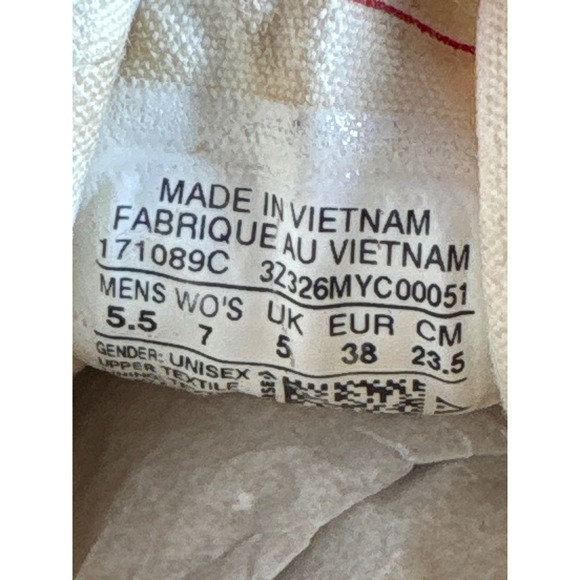 MADE IN VIETNAM
FABRIQUE AU VIETNAM
171089C 3Z326MYC00051
MENS WO'S UK EUR CM
5.5 7 5 38 23.5
GENDER: UNISEX
UPPER TEXTILE